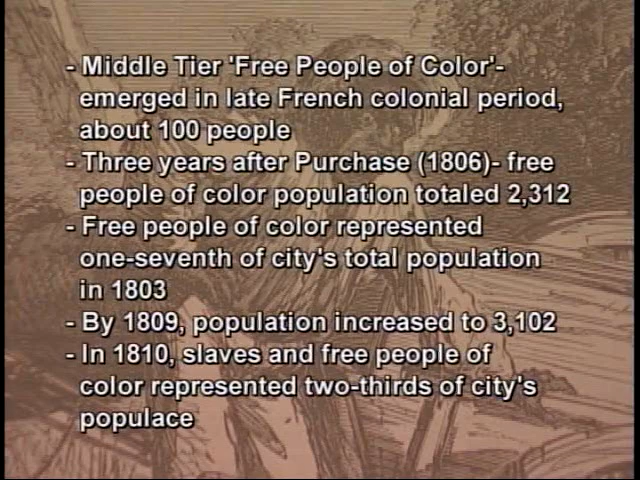 - Middle Tier 'Free People of Color'-
emerged in late French colonial period,
about 100 people
- Three years after Purchase (1806)- free
people of color population totaled 2,312
- Free people of color represented
one-seventh of city's total population
in 1803
- By 1809, population increased to 3,102
- In 1810, slaves and free people of
color represented two-thirds of city's
populace